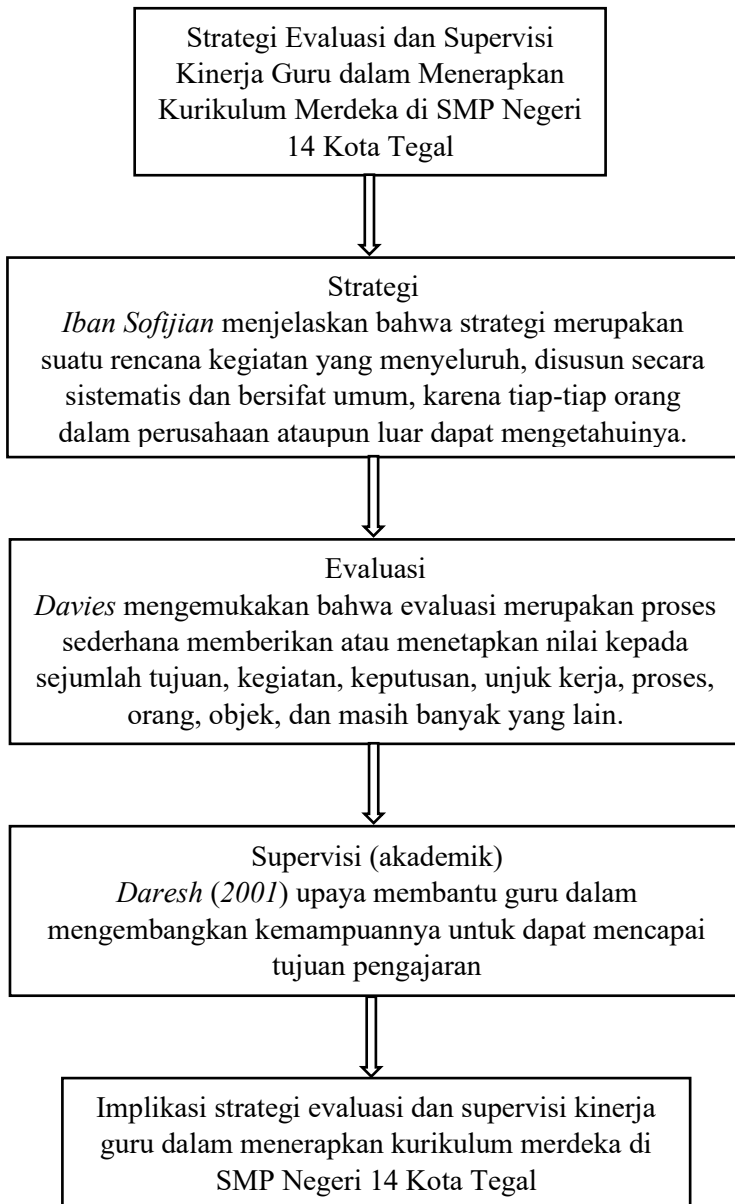 Strategi Evaluasi dan Supervisi
Kinerja Guru dalam Menerapkan
Kurikulum Merdeka di SMP Negeri
14 Kota Tegal
Strategi
Iban Sofijian menjelaskan bahwa strategi merupakan
suatu rencana kegiatan yang menyeluruh, disusun secara
sistematis dan bersifat umum, karena tiap-tiap orang
dalam perusahaan ataupun luar dapat mengetahuinya.
Evaluasi
Davies mengemukakan bahwa evaluasi merupakan proses
sederhana memberikan atau menetapkan nilai kepada
sejumlah tujuan, kegiatan, keputusan, unjuk kerja, proses,
orang, objek, dan masih banyak yang lain.
Supervisi (akademik)
Daresh (2001) upaya membantu guru dalam
mengembangkan kemampuannya untuk dapat mencapai
tujuan pengajaran
Implikasi strategi evaluasi dan supervisi kinerja
guru dalam menerapkan kurikulum merdeka di
SMP Negeri 14 Kota Tegal